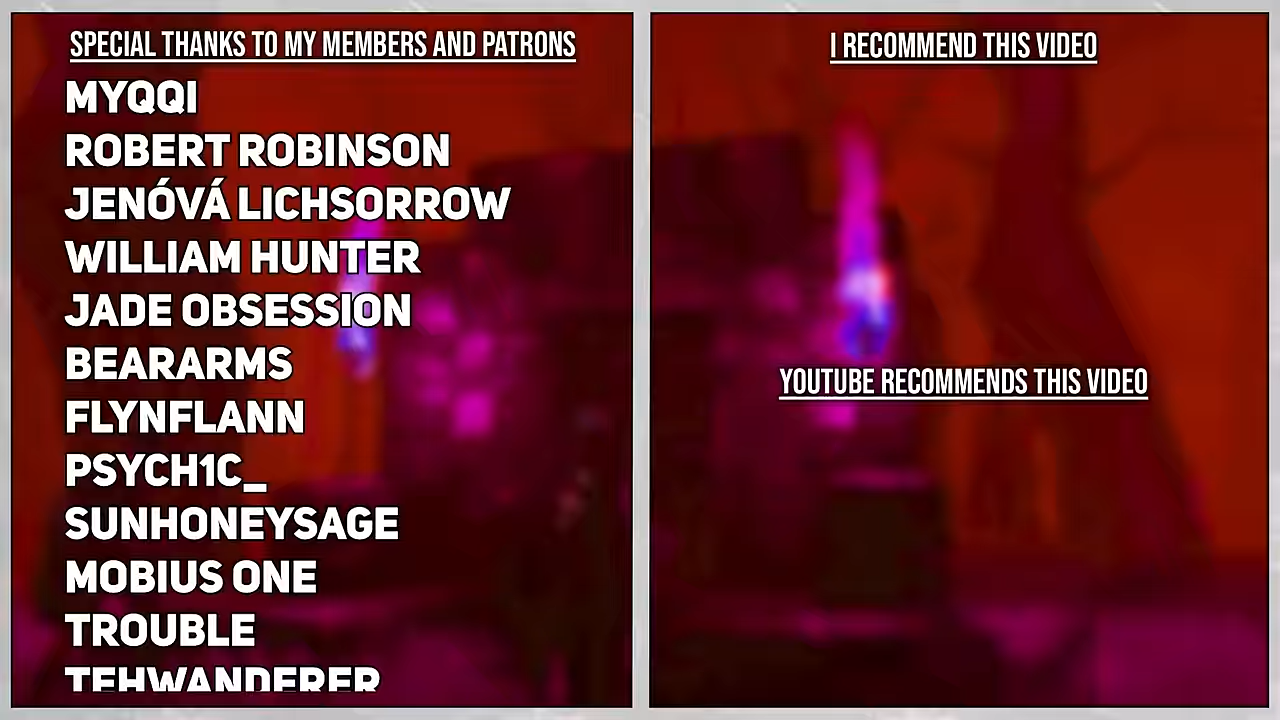 SPECIAL THANKS TO MY MEMBERS AND PATRONS
MYQQI
ROBERT ROBINSON
JENÓVÁ LICHSORROW
WILLIAM HUNTER
JADE OBSESSION
BEARARMS
FLYNFLANN
PSYCH1C_
SUNHONEYSAGE
MOBIUS ONE
TROUBLE
TEHWANDERER
I RECOMMEND THIS VIDEO
YOUTUBE RECOMMENDS THIS VIDEO